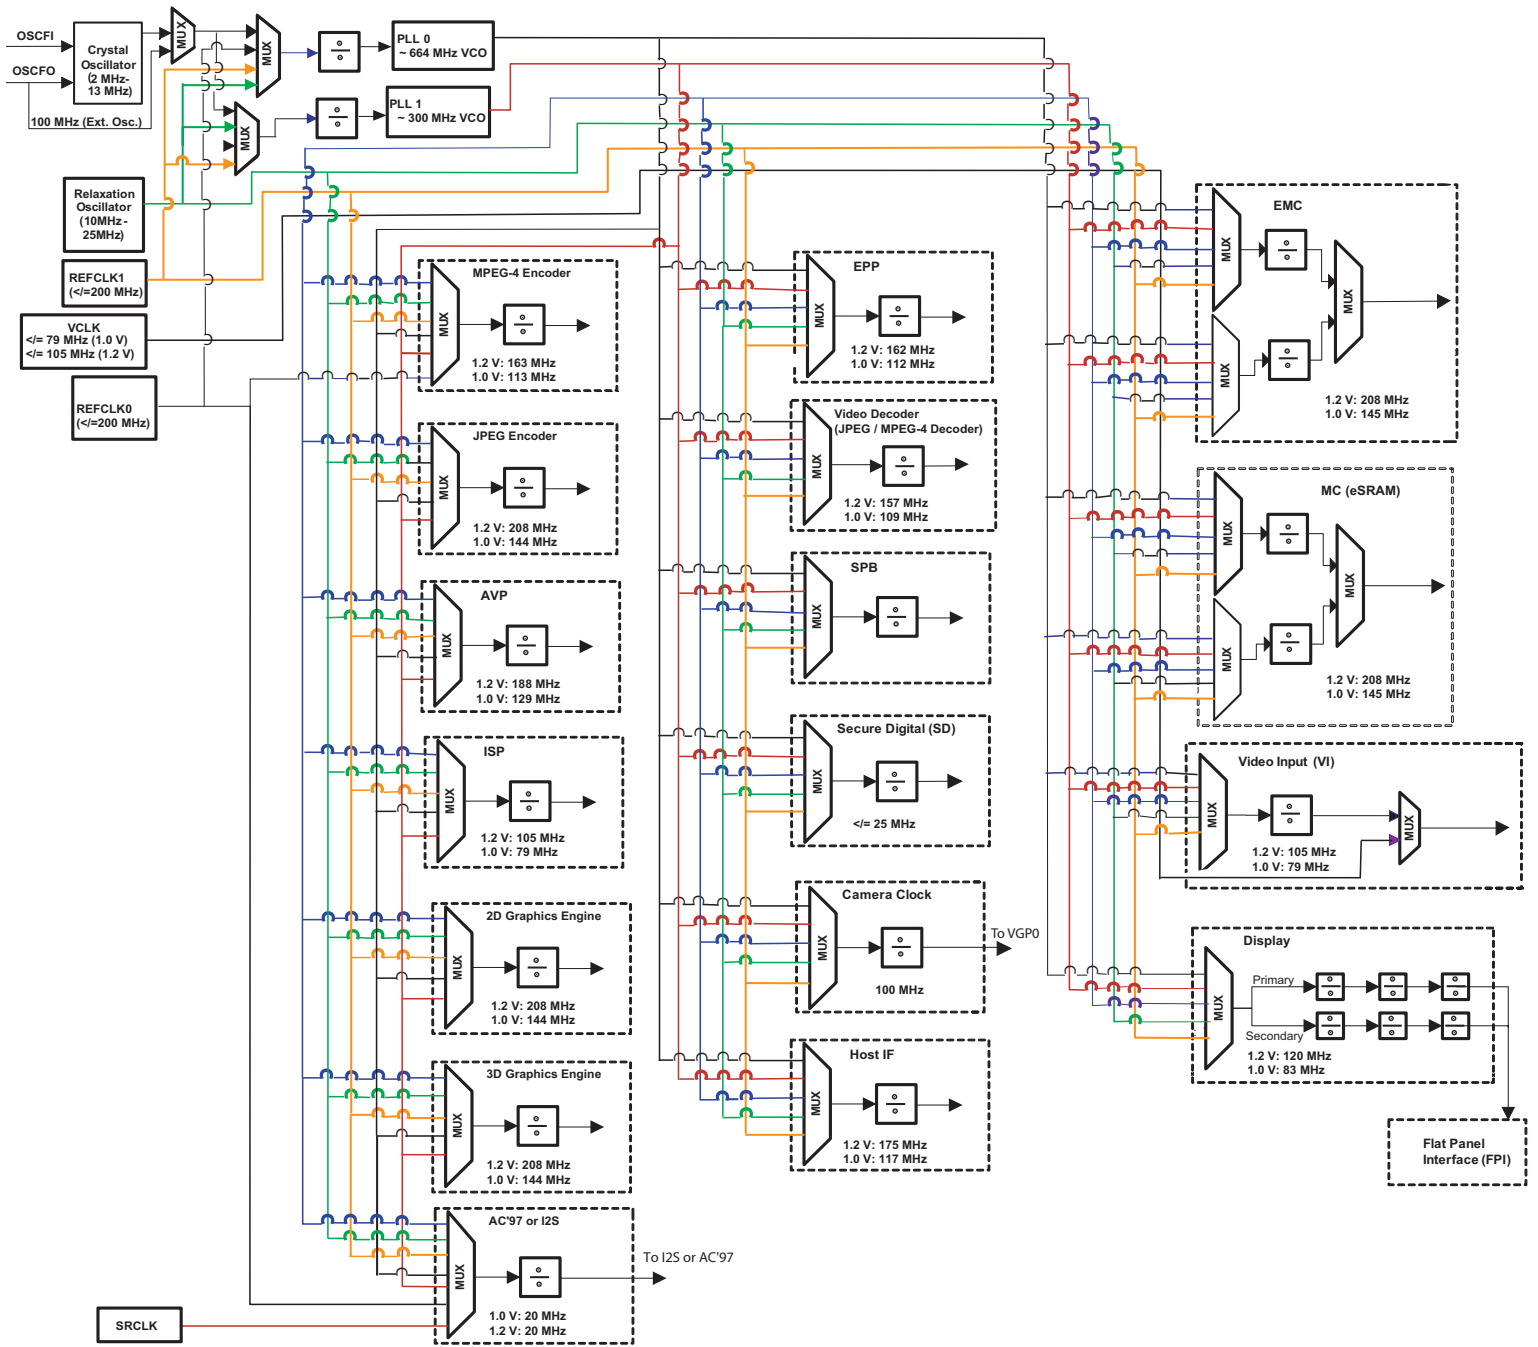 OSCFI
OSCFO
Crystal
Oscillator
(2 MHz-
13 MHz)
100 MHz (Ext. Osc.)
MUX
MUX
MUX
PLL 0
~ 664 MHz VCO
PLL 1
~ 300 MHz VCO
Relaxation
Oscillator
(10MHz -
25MHz)
REFCLK1
(</=200 MHz)
VCLK
</= 79 MHz (1.0 V)
</= 105 MHz (1.2 V)
REFCLK0
(</=200 MHz)
SRCLK
MPEG-4 Encoder
MUX
1.2 V: 163 MHz
1.0 V: 113 MHz
JPEG Encoder
MUX
1.2 V: 208 MHz
1.0 V: 144 MHz
AVP
MUX
1.2 V: 188 MHz
1.0 V: 129 MHz
ISP
MUX
1.2 V: 105 MHz
1.0 V: 79 MHz
2D Graphics Engine
MUX
1.2 V: 208 MHz
1.0 V: 144 MHz
3D Graphics Engine
MUX
1.2 V: 208 MHz
1.0 V: 144 MHz
AC'97 or I2S
MUX
1.0 V: 20 MHz
1.2 V: 20 MHz
To I2S or AC'97
EPP
MUX
1.2 V: 162 MHz
1.0 V: 112 MHz
Video Decoder
(JPEG / MPEG-4 Decoder)
MUX
1.2 V: 157 MHz
1.0 V: 109 MHz
SPB
MUX
Secure Digital (SD)
MUX
</= 25 MHz
Camera Clock
MUX
100 MHz
To VGP0
Host IF
MUX
1.2 V: 175 MHz
1.0 V: 117 MHz
EMC
MUX
MUX
MUX
1.2 V: 208 MHz
1.0 V: 145 MHz
MC (eSRAM)
MUX
MUX
MUX
1.2 V: 208 MHz
1.0 V: 145 MHz
Video Input (VI)
MUX
MUX
1.2 V: 105 MHz
1.0 V: 79 MHz
Display
MUX
Primary
Secondary
1.2 V: 120 MHz
1.0 V: 83 MHz
Flat Panel
Interface (FPI)